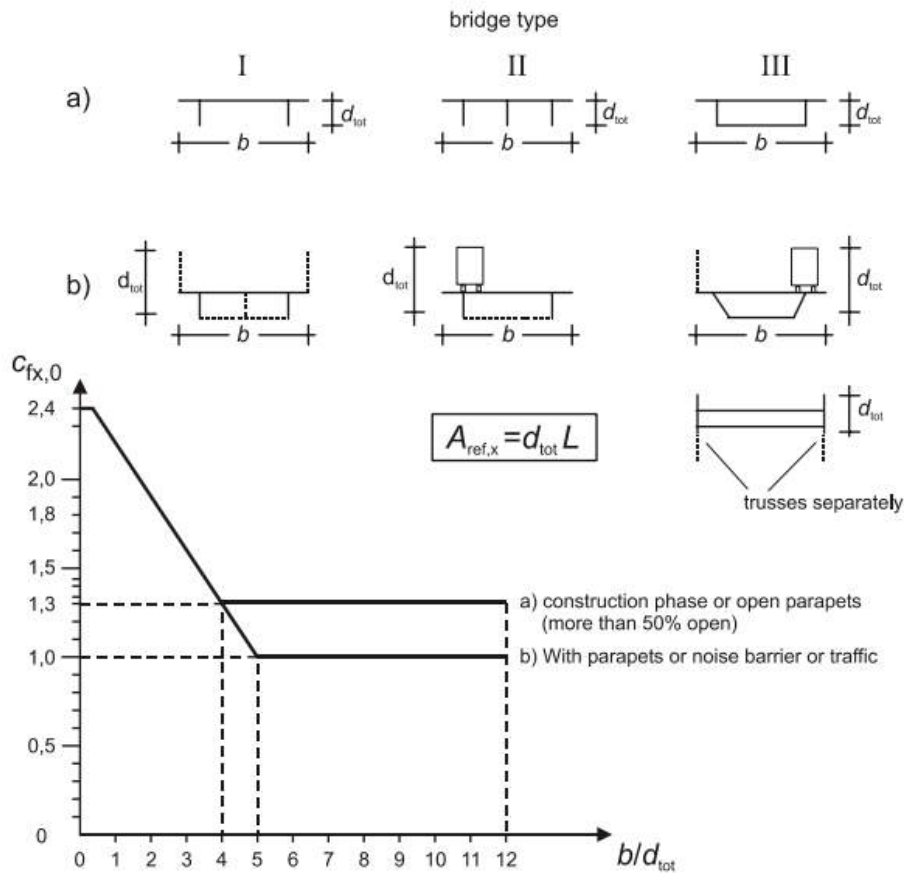 bridge type
I II III
a)
d_tot d_tot d_tot
b b b
b)
d_tot d_tot d_tot
b b b
c_fx,0
2,4
2,0
1,8
1,5
1,3
1,0
0,5
0
A_ref,x = d_tot L
d_tot
trusses separately
a) construction phase or open parapets
(more than 50% open)
b) With parapets or noise barrier or traffic
0 1 2 3 4 5 6 7 8 9 10 11 12
b/d_tot